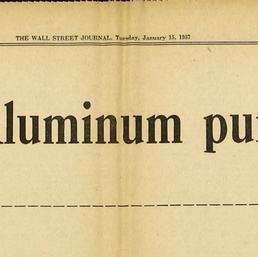 THE WALL STREET JOURNAL. Tuesday, January 15, 1957
luminum pu